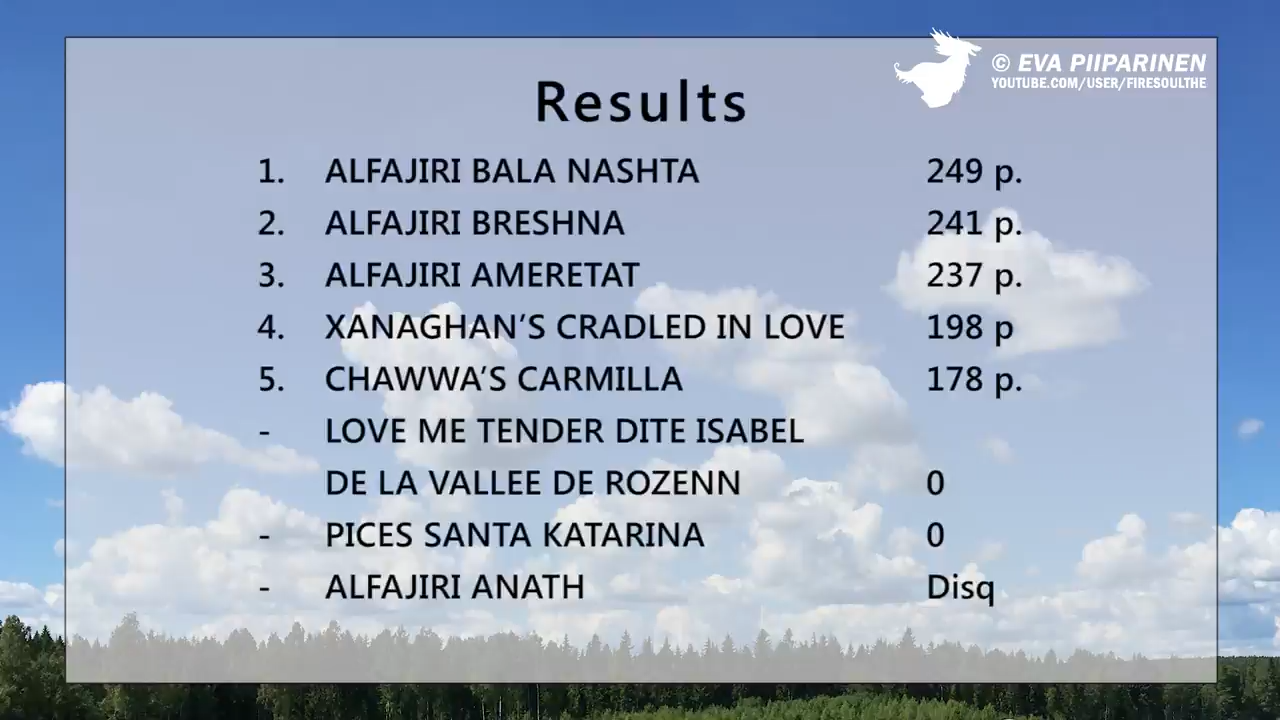 © EVA PIIPARINEN
YOUTUBE.COM/USER/FIRESOULTHE
Results
1. ALFAJIRI BALA NASHTA 249 p.
2. ALFAJIRI BRESHNA 241 p.
3. ALFAJIRI AMERETAT 237 p.
4. XANAGHAN'S CRADLED IN LOVE 198 p
5. CHAWWA'S CARMILLA 178 p.
- LOVE ME TENDER DITE ISABEL
DE LA VALLEE DE ROZENN 0
- PICES SANTA KATARINA 0
- ALFAJIRI ANATH Disq